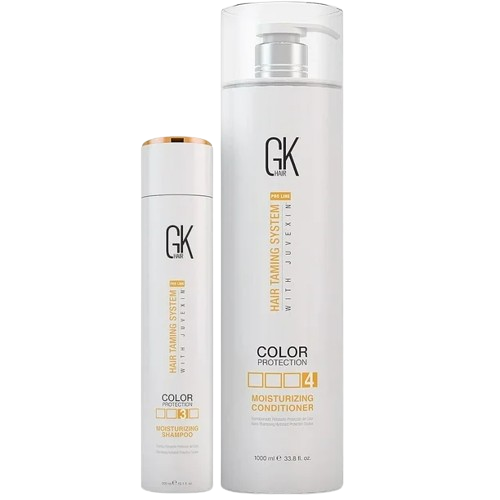 GK
HAIR
PRO LINE
HAIR TAMING SYSTEM
WITH JUVEXIN
COLOR
PROTECTION
3
MOISTURIZING
SHAMPOO
GK
HAIR
PRO LINE
HAIR TAMING SYSTEM
WITH JUVEXIN
COLOR
PROTECTION
4
MOISTURIZING
CONDITIONER
1000 ml ℮ 33.8 fl. oz.